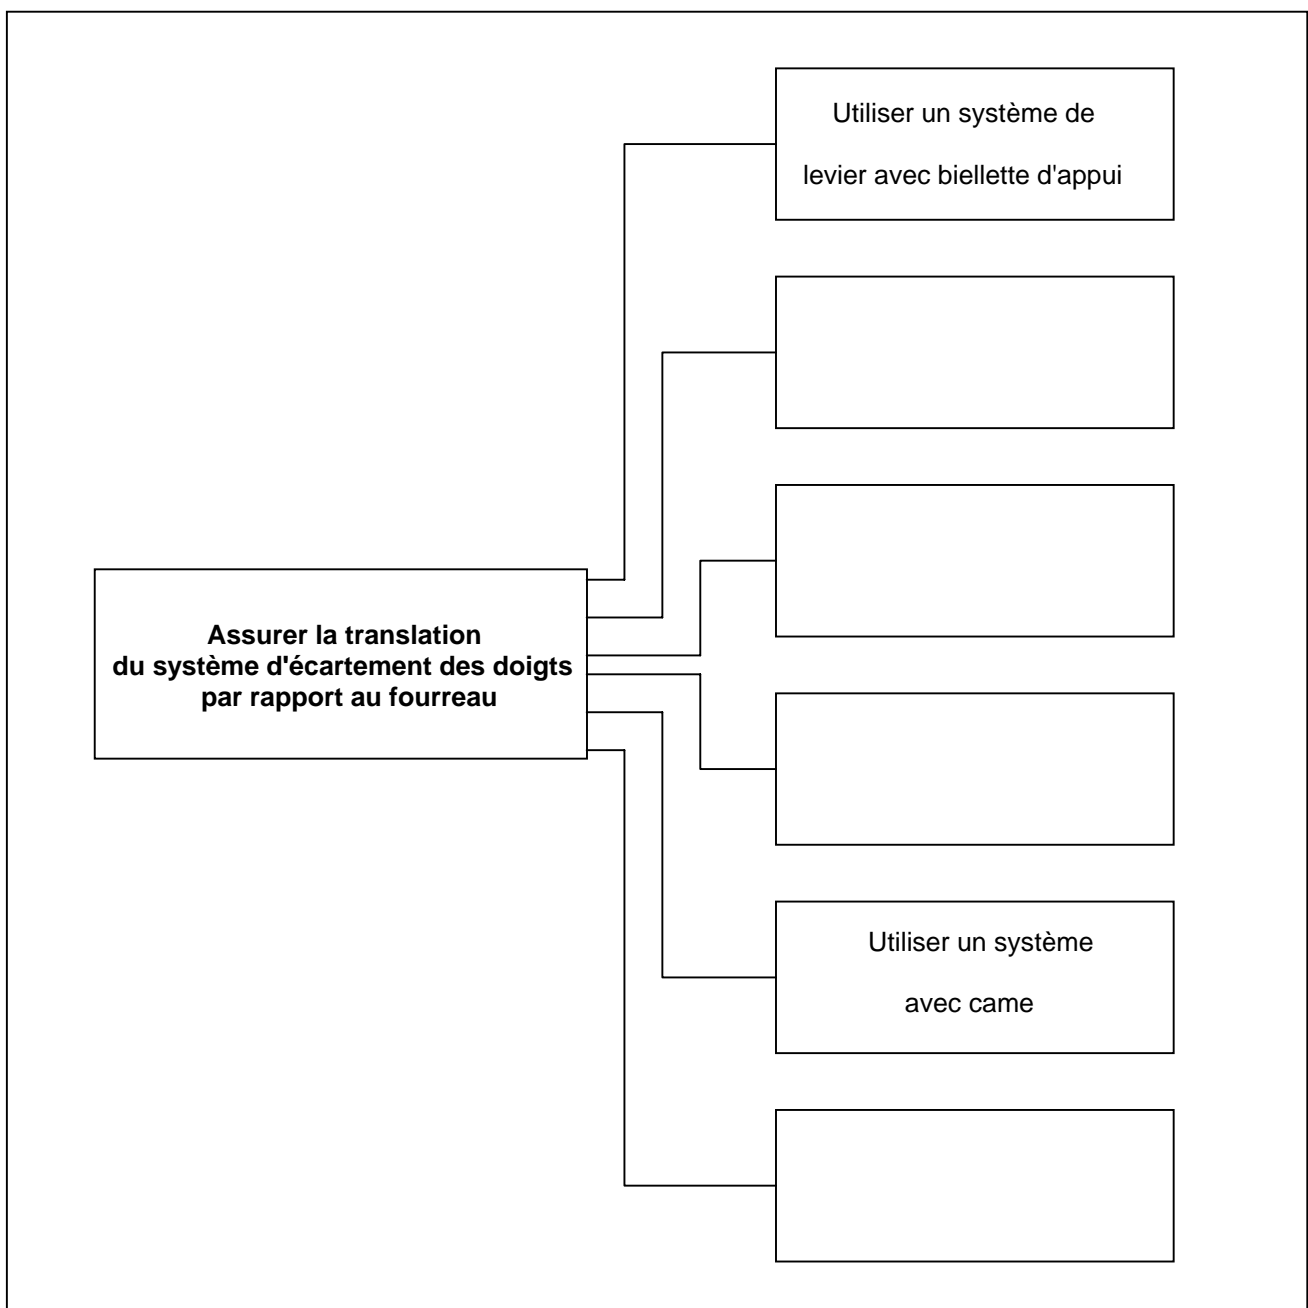 Utiliser un système de
levier avec biellette d'appui
Assurer la translation
du système d'écartement des doigts
par rapport au fourreau
Utiliser un système
avec came